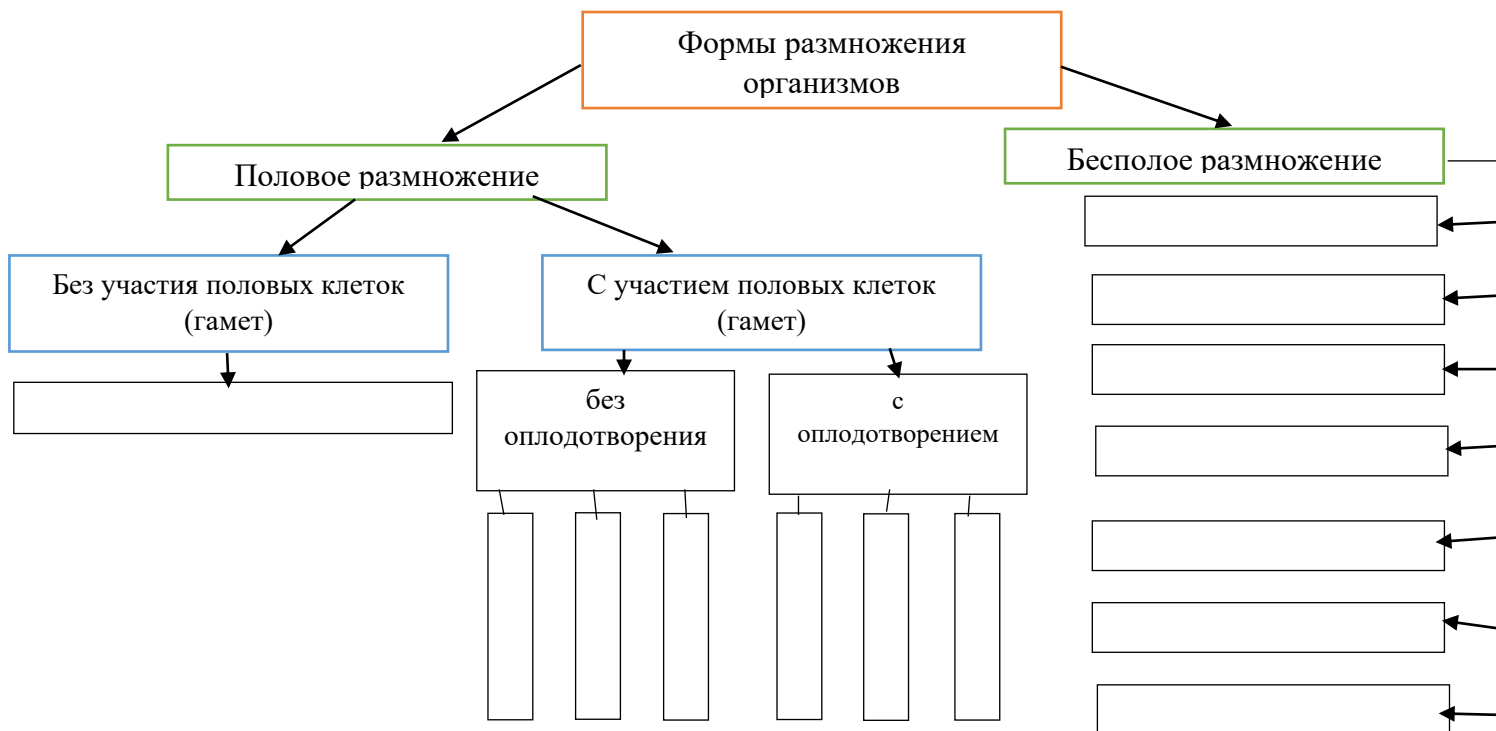 Формы размножения
организмов
Половое размножение
Бесполое размножение
Без участия половых клеток
(гамет)
С участием половых клеток
(гамет)
без
оплодотворения
с
оплодотворением